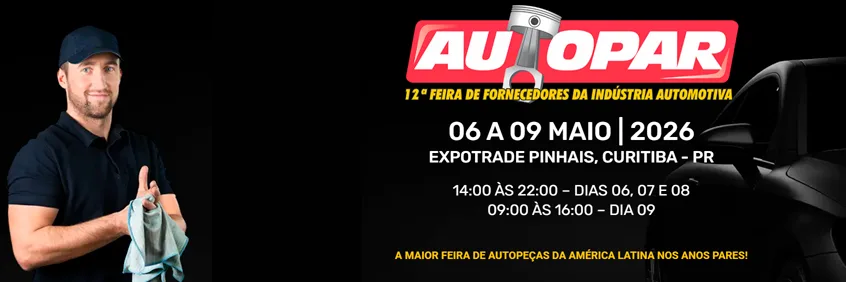 AUTOPAR
12ª FEIRA DE FORNECEDORES DA INDÚSTRIA AUTOMOTIVA
06 A 09 MAIO | 2026
EXPOTRADE PINHAIS, CURITIBA - PR
14:00 ÀS 22:00 – DIAS 06, 07 E 08
09:00 ÀS 16:00 – DIA 09
A MAIOR FEIRA DE AUTOPEÇAS DA AMÉRICA LATINA NOS ANOS PARES!